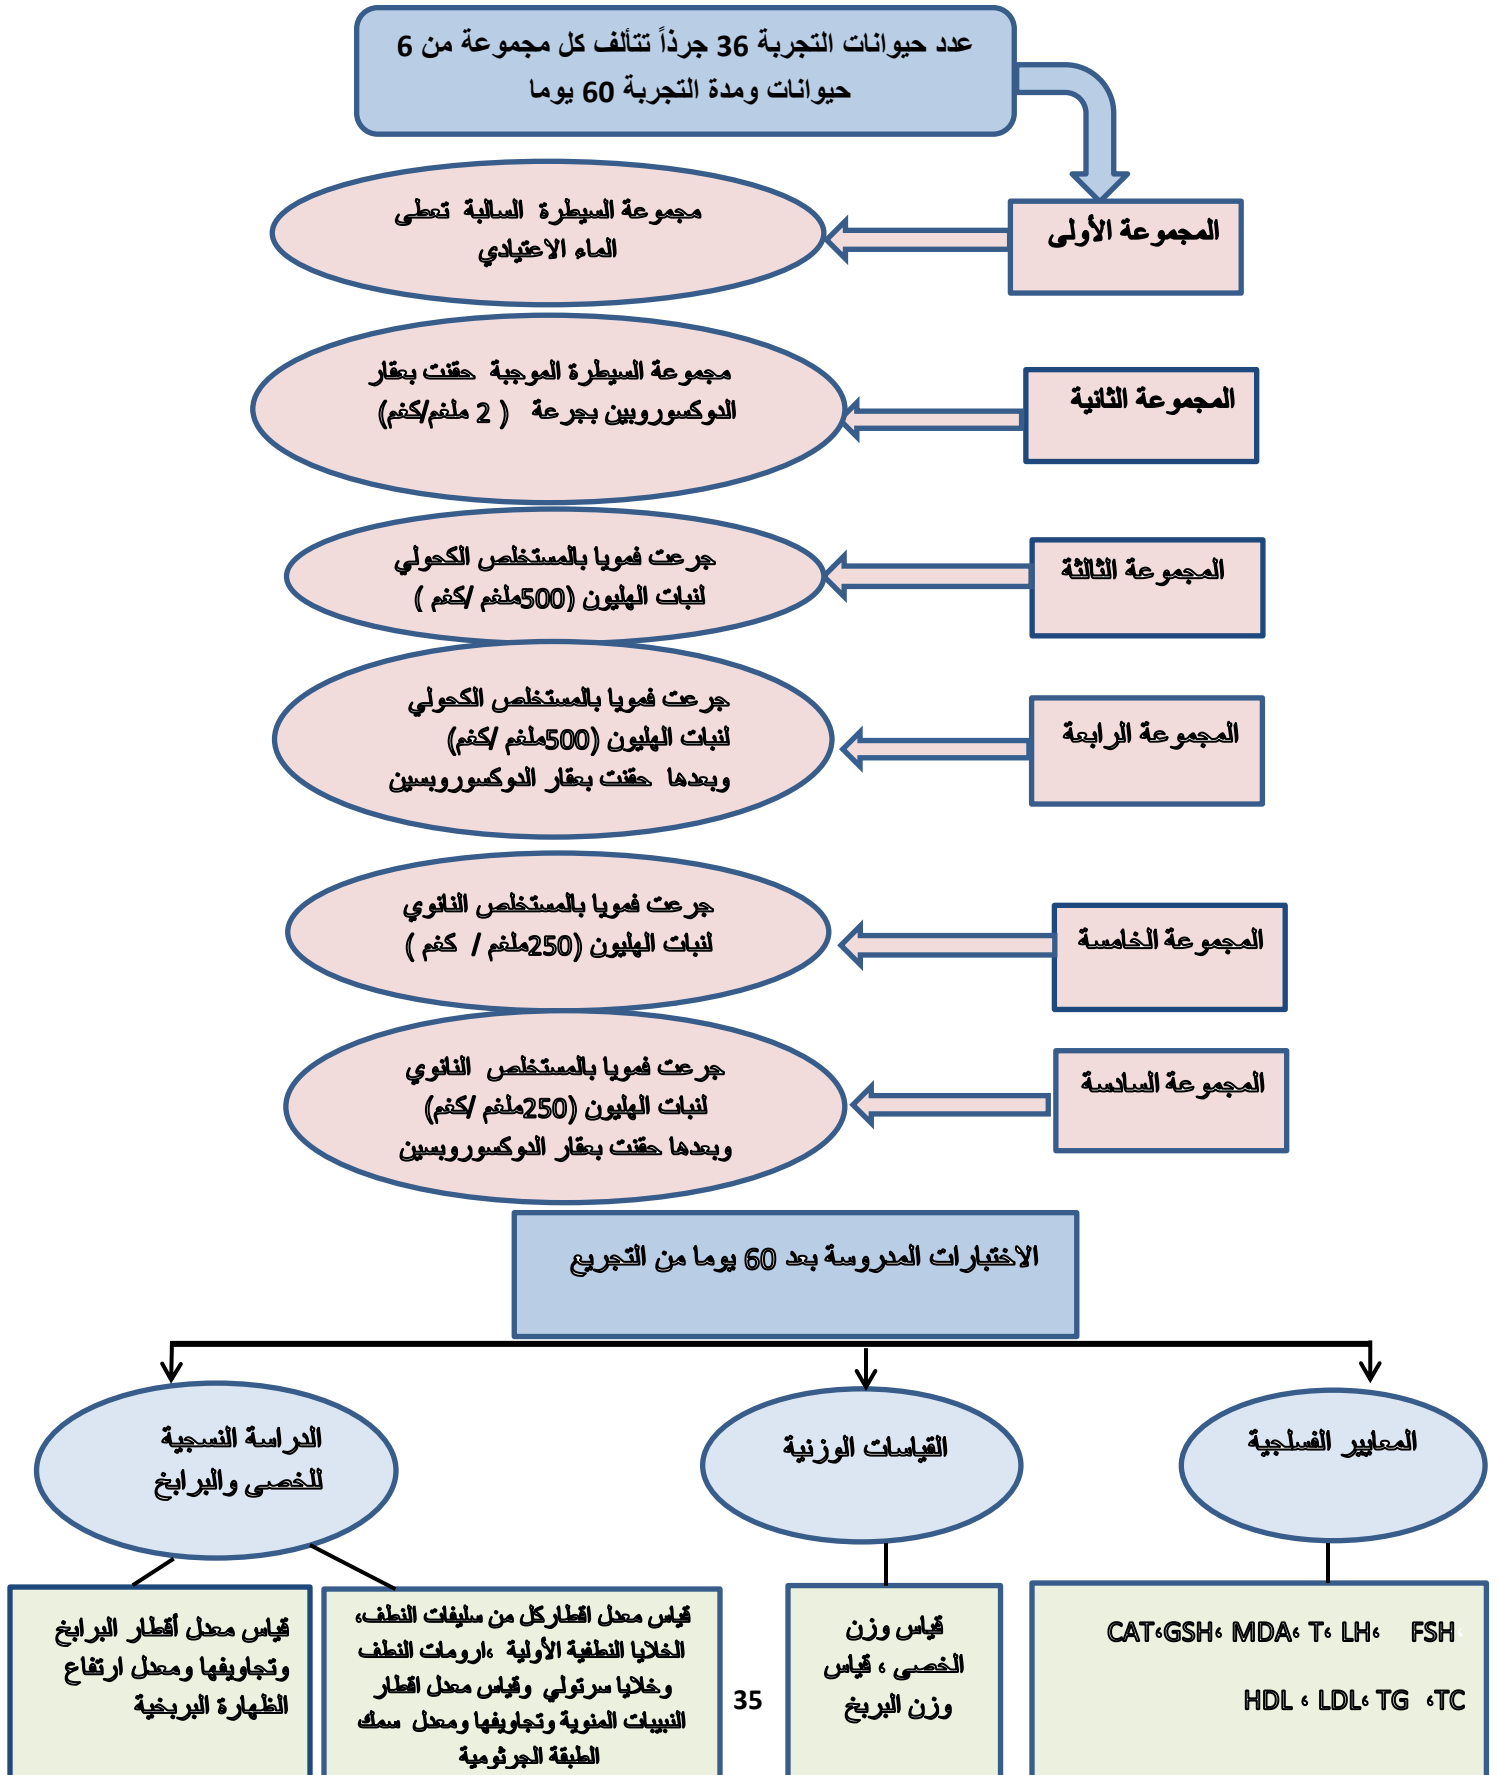 عدد حيوانات التجربة 36 جرذاً تتألف كل مجموعة من 6
حيوانات ومدة التجربة 60 يوما
المجموعة الأولى
مجموعة السيطرة السالبة تعطى
الماء الاعتيادي
المجموعة الثانية
مجموعة السيطرة الموجبة حقنت بعقار
الدوكسوروبين بجرعة ( 2 ملغم/كغم)
المجموعة الثالثة
جرعت فمويا بالمستخلص الكحولي
لنبات الهليون (500ملغم /كغم )
المجموعة الرابعة
جرعت فمويا بالمستخلص الكحولي
لنبات الهليون (500ملغم /كغم)
وبعدها حقنت بعقار الدوكسوروبسين
المجموعة الخامسة
جرعت فمويا بالمستخلص النانوي
لنبات الهليون (250ملغم / كغم )
المجموعة السادسة
جرعت فمويا بالمستخلص النانوي
لنبات الهليون (250ملغم /كغم)
وبعدها حقنت بعقار الدوكسوروبسين
الاختبارات المدروسة بعد 60 يوما من التجريع
المعايير الفسلجية
القياسات الوزنية
الدراسة النسجية
للخصى والبرابخ
CAT،GSH، MDA، T، LH، FSH،
HDL ، LDL، TG ،TC
قياس وزن
الخصى ، قياس
وزن البربخ
قياس معدل اقطاركل من سليفات النطف،
الخلايا النطفية الأولية ،ارومات النطف
وخلايا سرتولي وقياس معدل اقطار
النبيبات المنوية وتجاويفها ومعدل سمك
الطبقة الجرثومية
قياس معدل أقطار البرابخ
وتجاويفها ومعدل ارتفاع
الظهارة البربخية
35